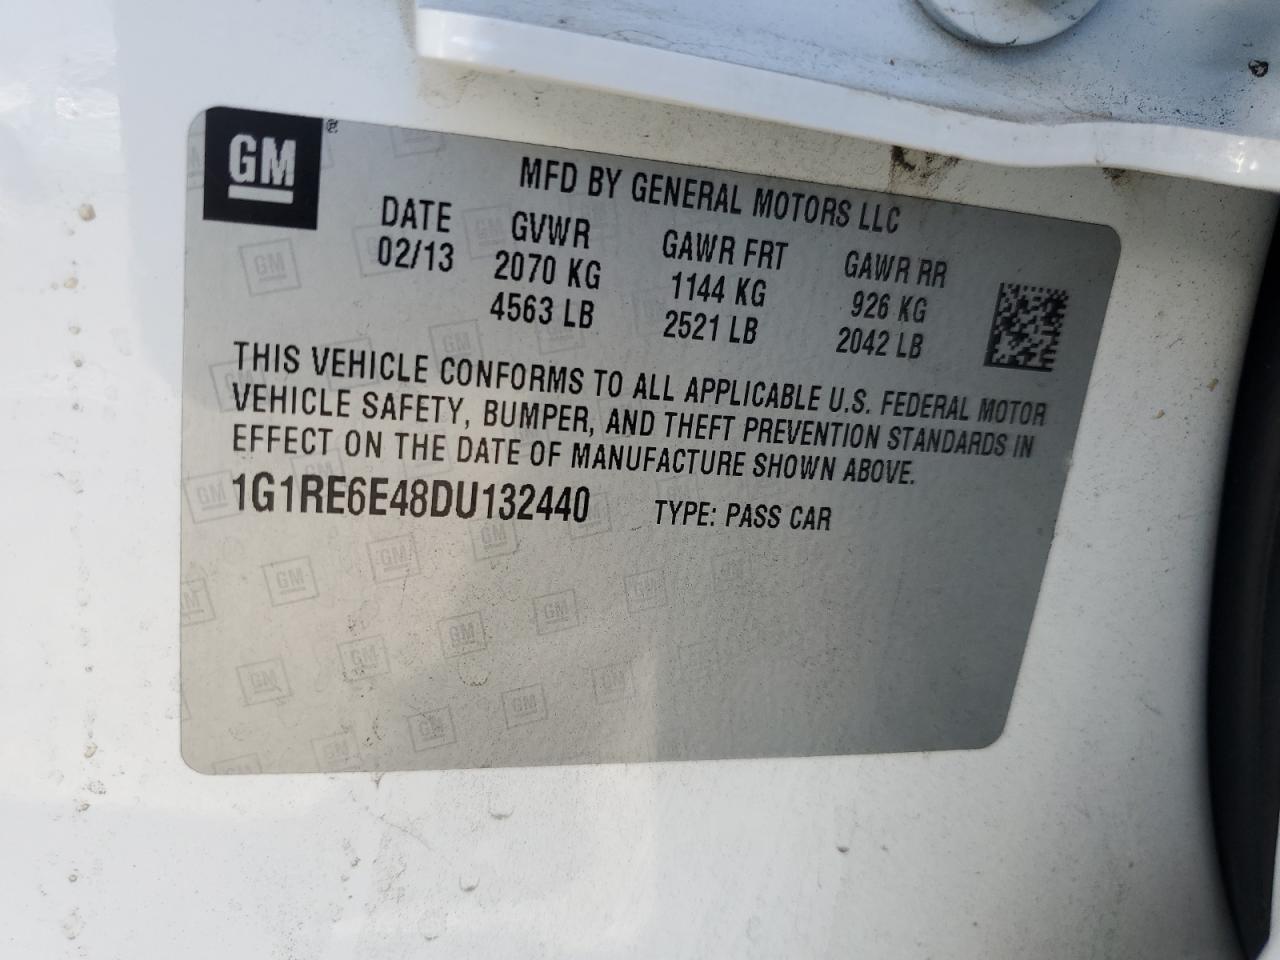 GM
®
MFD BY GENERAL MOTORS LLC
DATE GVWR GAWR FRT GAWR RR
02/13 2070 KG 1144 KG 926 KG
4563 LB 2521 LB 2042 LB
THIS VEHICLE CONFORMS TO ALL APPLICABLE U.S. FEDERAL MOTOR
VEHICLE SAFETY, BUMPER, AND THEFT PREVENTION STANDARDS IN
EFFECT ON THE DATE OF MANUFACTURE SHOWN ABOVE.
1G1RE6E48DU132440 TYPE: PASS CAR